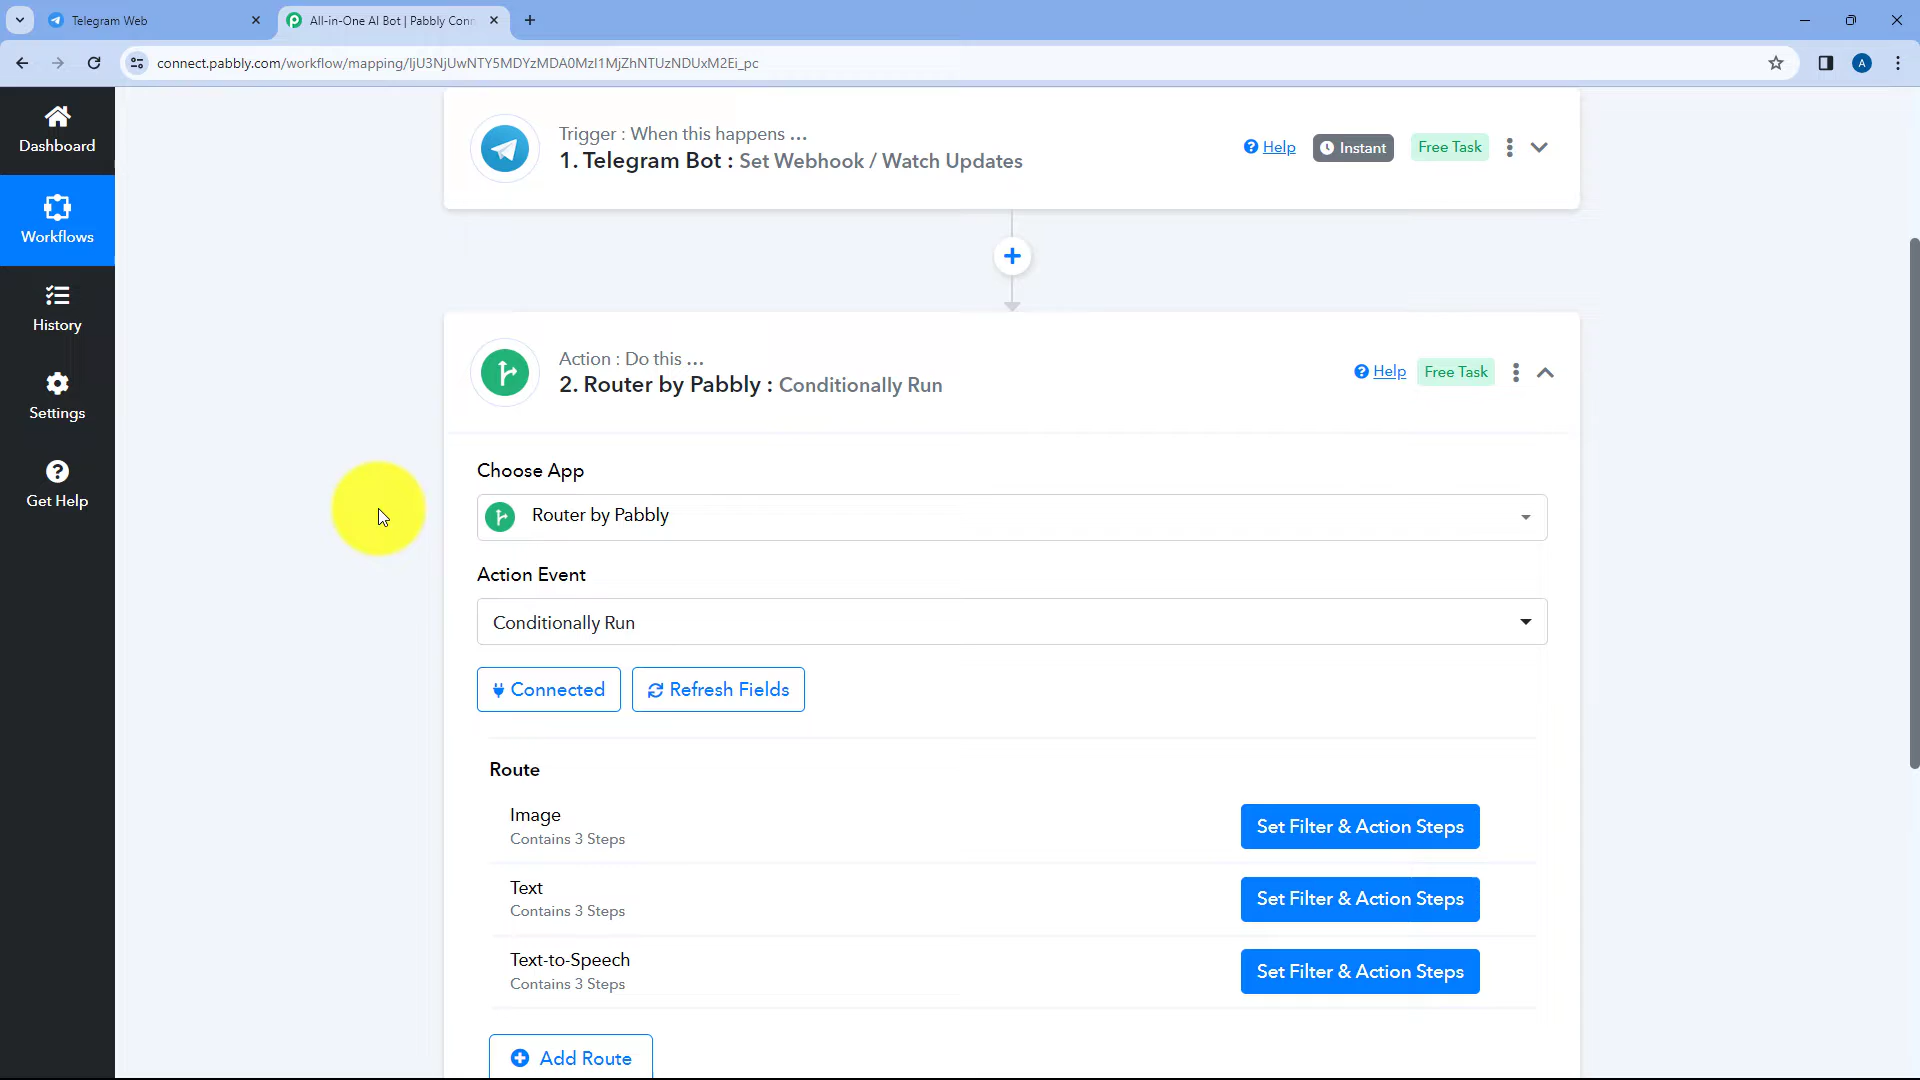 Telegram Web
All-in-One AI Bot | Pabbly Conn
connect.pabbly.com/workflow/mapping/IjU3NjUwNTY5MDYzMDA0MzI1MjZhNTUzNDUxM2Ei_pc
A
Dashboard
Workflows
History
Settings
Get Help
Trigger : When this happens ...
1. Telegram Bot : Set Webhook / Watch Updates
Help
Instant
Free Task
Action : Do this ...
2. Router by Pabbly : Conditionally Run
Help
Free Task
Choose App
Router by Pabbly
Action Event
Conditionally Run
Connected
Refresh Fields
Route
Image
Contains 3 Steps
Set Filter & Action Steps
Text
Contains 3 Steps
Set Filter & Action Steps
Text-to-Speech
Contains 3 Steps
Set Filter & Action Steps
Add Route